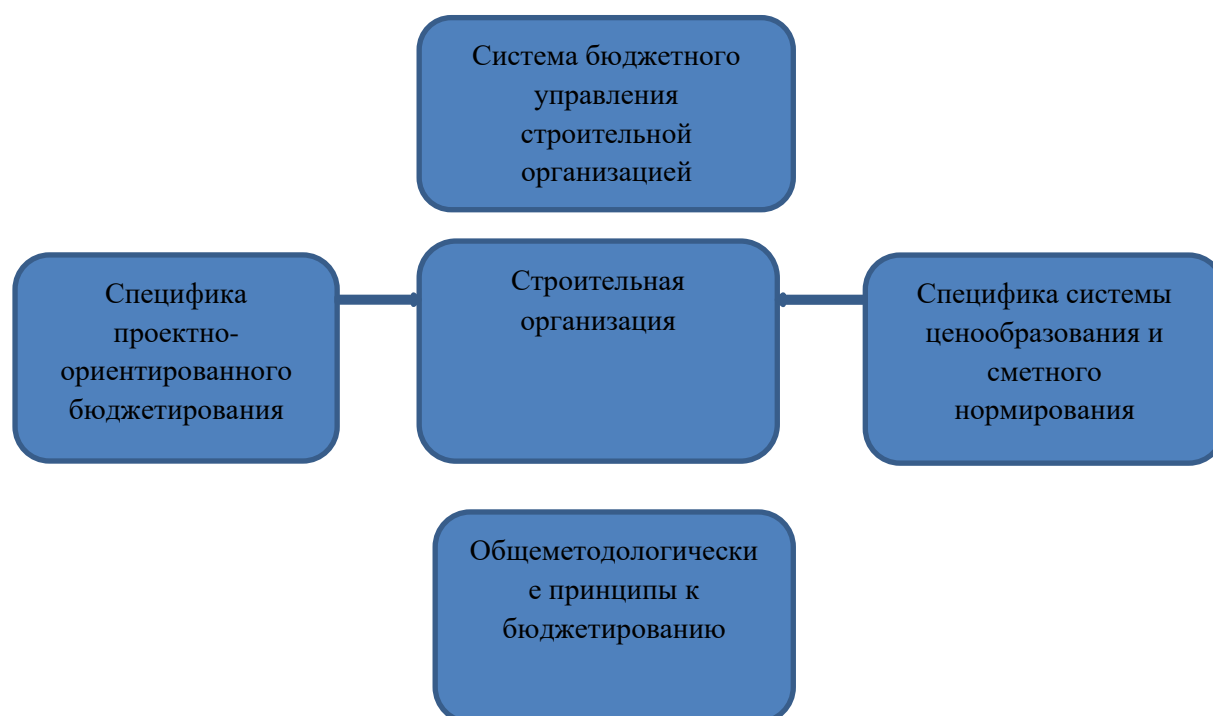 Система бюджетного
управления
строительной
организацией
Специфика
проектно-
ориентированного
бюджетирования
Строительная
организация
Специфика системы
ценообразования и
сметного
нормирования
Общеметодологически
е принципы к
бюджетированию